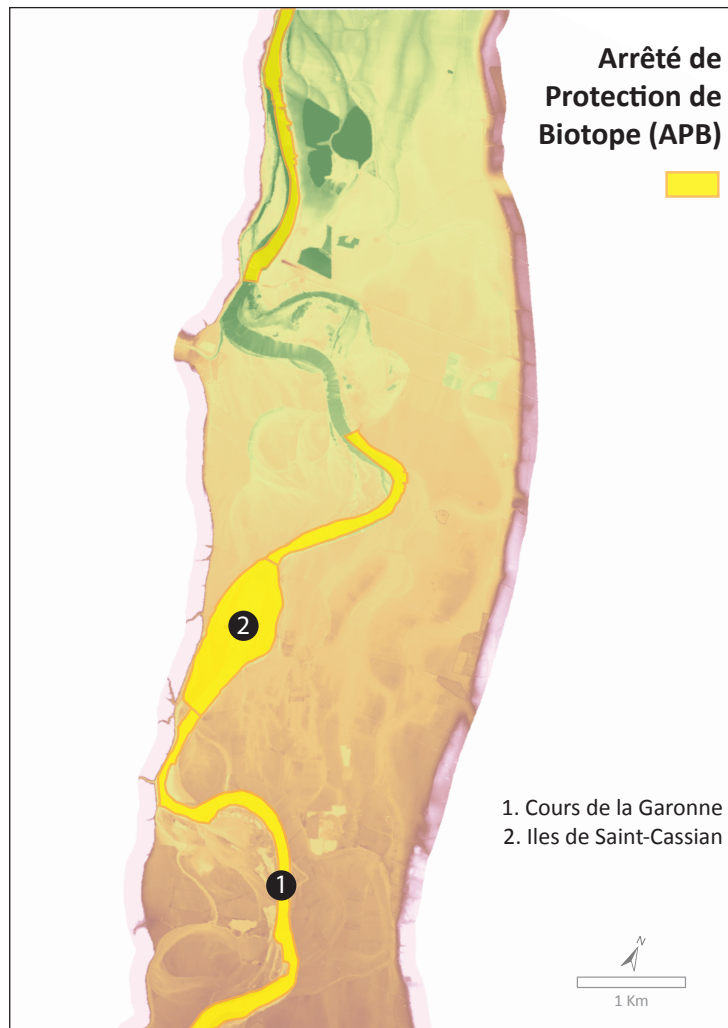 Arrêté de
Protection de
Biotope (APB)
2
1. Cours de la Garonne
2. Iles de Saint-Cassian
1
N
1 Km